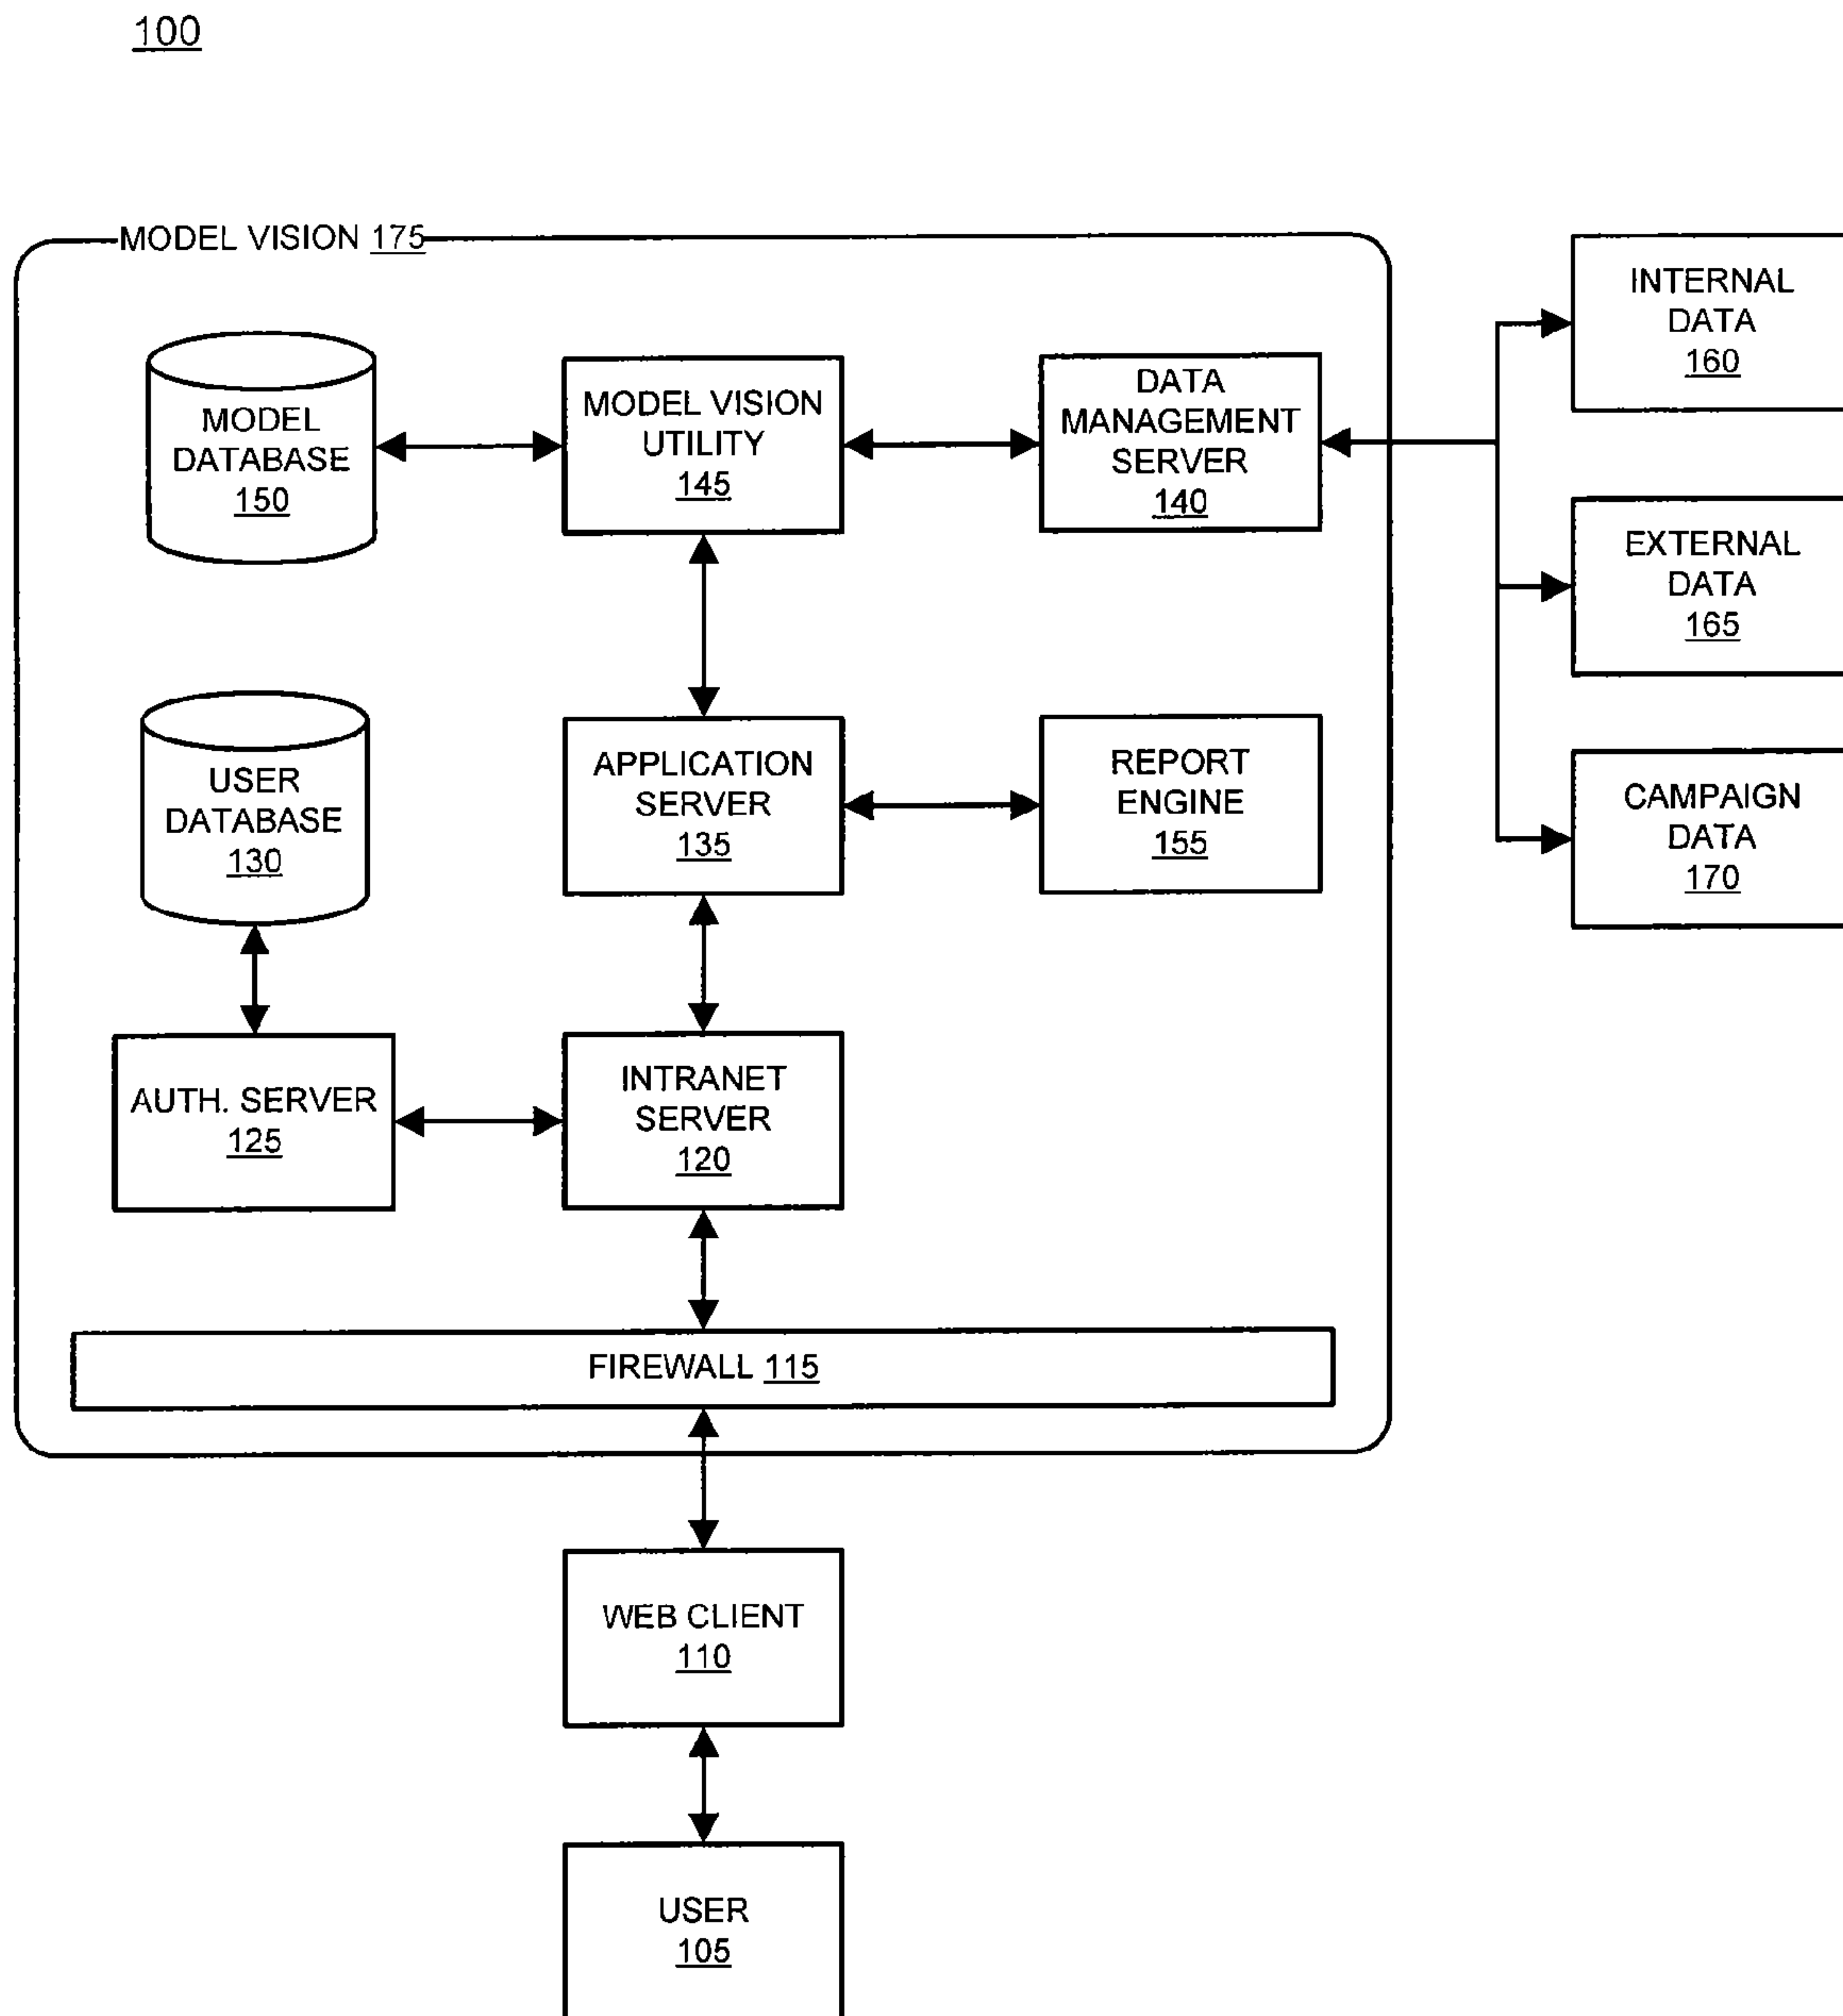 100
MODEL VISION 175
INTERNAL
DATA
160
MODEL
DATABASE
150
MODEL VISION
UTILITY
145
DATA
MANAGEMENT
SERVER
140
EXTERNAL
DATA
165
USER
DATABASE
130
APPLICATION
SERVER
135
REPORT
ENGINE
155
CAMPAIGN
DATA
170
AUTH. SERVER
125
INTRANET
SERVER
120
FIREWALL 115
WEB CLIENT
110
USER
105